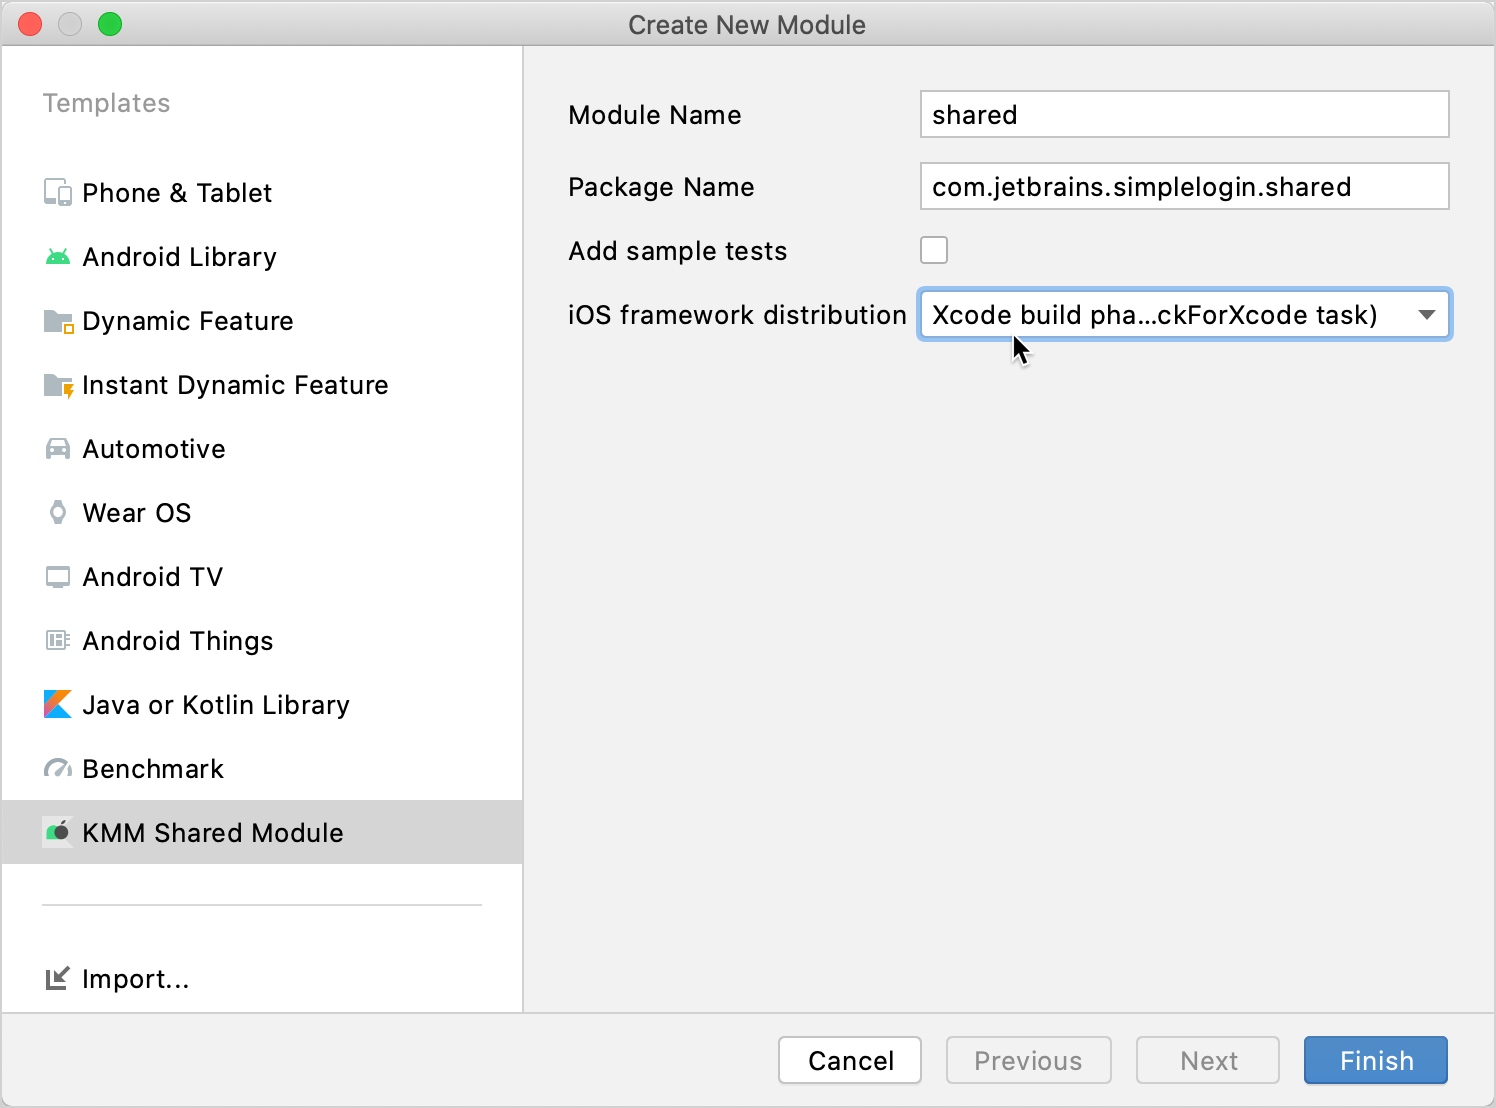 Create New Module
Templates
Phone & Tablet
Android Library
Dynamic Feature
Instant Dynamic Feature
Automotive
Wear OS
Android TV
Android Things
Java or Kotlin Library
Benchmark
KMM Shared Module
Import...
Module Name
shared
Package Name
com.jetbrains.simplelogin.shared
Add sample tests
iOS framework distribution
Xcode build pha...ckForXcode task)
Cancel
Previous
Next
Finish